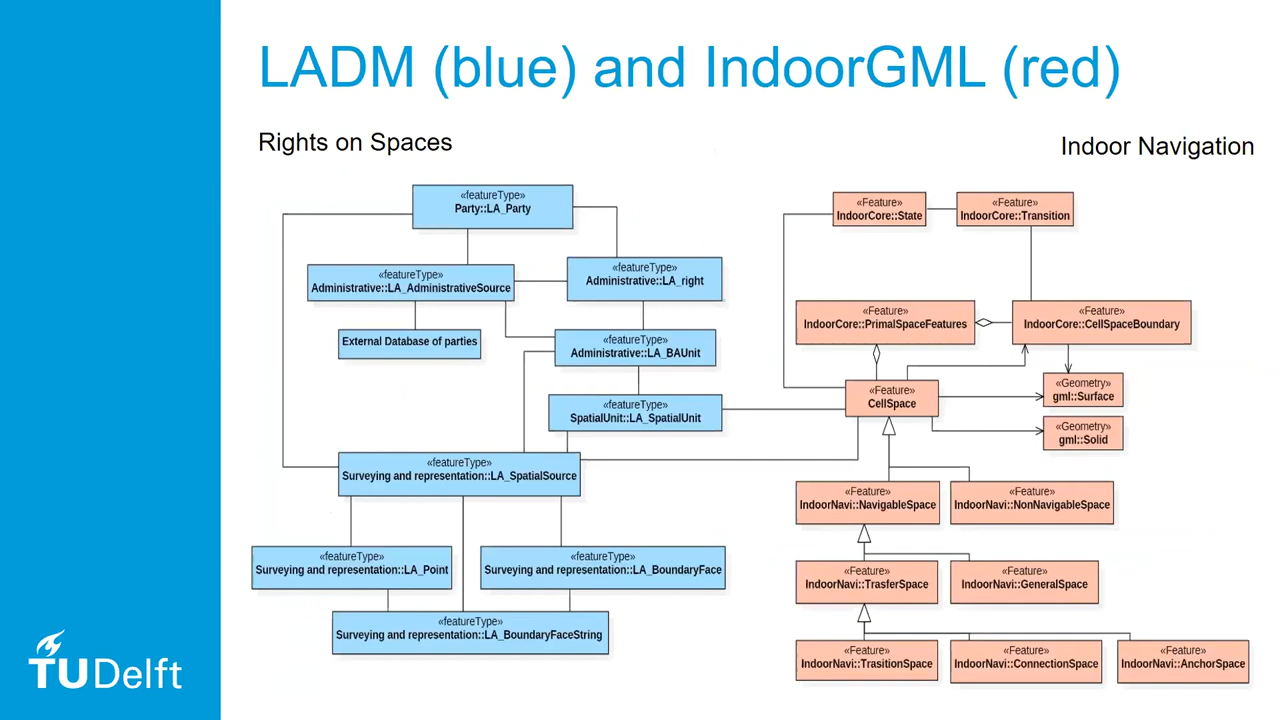 LADM (blue) and IndoorGML (red)
Rights on Spaces
Indoor Navigation
«featureType»
Party::LA_Party
«featureType»
Administrative::LA_AdministrativeSource
«featureType»
Administrative::LA_right
External Database of parties
«featureType»
Administrative::LA_BAUnit
«featureType»
SpatialUnit::LA_SpatialUnit
«featureType»
Surveying and representation::LA_SpatialSource
«featureType»
Surveying and representation::LA_Point
«featureType»
Surveying and representation::LA_BoundaryFace
«featureType»
Surveying and representation::LA_BoundaryFaceString
«Feature»
IndoorCore::State
«Feature»
IndoorCore::Transition
«Feature»
IndoorCore::PrimalSpaceFeatures
«Feature»
IndoorCore::CellSpaceBoundary
«Feature»
CellSpace
«Geometry»
gml::Surface
«Geometry»
gml::Solid
«Feature»
IndoorNavi::NavigableSpace
«Feature»
IndoorNavi::NonNavigableSpace
«Feature»
IndoorNavi::TrasferSpace
«Feature»
IndoorNavi::GeneralSpace
«Feature»
IndoorNavi::TrasitionSpace
«Feature»
IndoorNavi::ConnectionSpace
«Feature»
IndoorNavi::AnchorSpace
TUDelft